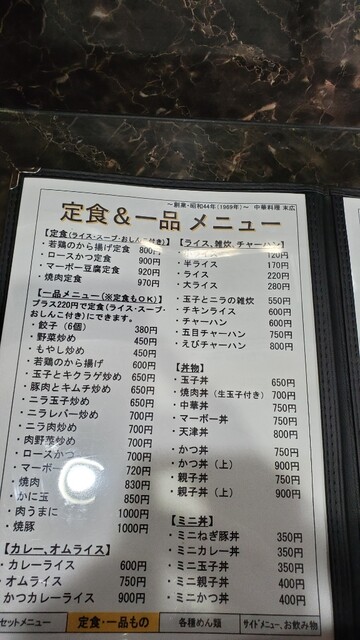 ～創業・昭和44年(1969年)～ 中華料理 末広
定食＆一品 メニュー
【定食(ライス・スープ・おしんこ付き)】
・若鶏のから揚げ定食 800円
・ロースかつ定食 900円
・マーボー豆腐定食 920円
・焼肉定食 970円
【一品メニュー(※定食もOK)】
プラス220円で定食(ライス・スープ・
おしんこ付き)にできます。
・餃子(6個) 380円
・野菜炒め 450円
・もやし炒め 450円
・若鶏のから揚げ 600円
・玉子とキクラゲ炒め 650円
・豚肉とキムチ炒め 650円
・ニラ玉子炒め 650円
・ニラレバー炒め 700円
・ニラ肉炒め 700円
・肉野菜炒め 700円
・ロースかつ 700円
・マーボー 720円
・焼肉 830円
・かに玉 850円
・肉うまに 1000円
・焼豚 1000円
【カレー、オムライス】
・カレーライス 600円
・オムライス 750円
・かつカレーライス 900円
【ライス、雑炊、チャーハン】
120円
・半ライス 170円
・ライス 220円
・大ライス 280円
・玉子とニラの雑炊 550円
・チキンライス 600円
・チャーハン 600円
・五目チャーハン 750円
・えびチャーハン 800円
【丼物】
・玉子丼 650円
・焼肉丼(生玉子付き) 700円
・中華丼 750円
・マーボー丼 750円
・天津丼 800円
・かつ丼 750円
・かつ丼(上) 900円
・親子丼 750円
・親子丼(上) 900円
【ミニ丼】
・ミニねぎ豚丼 350円
・ミニカレー丼 350円
・ミニ玉子丼 350円
・ミニ親子丼 400円
・ミニかつ丼 400円
セットメニュー 定食・一品もの 各種めん類 サイドメニュー、お飲み物